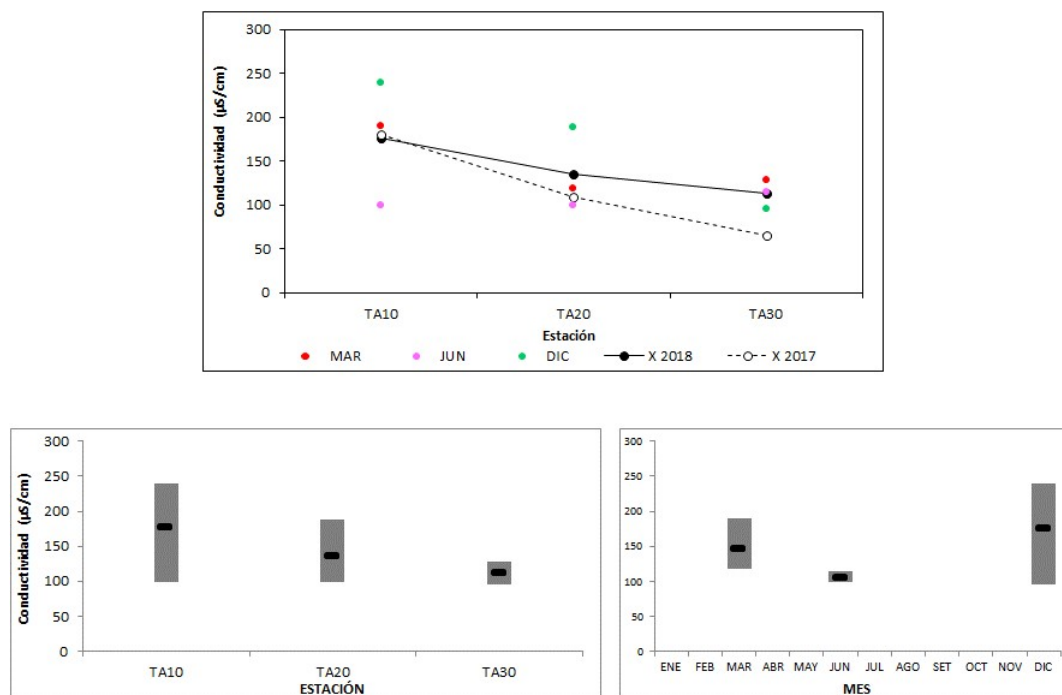 300
250
200
150
100
50
0
Conductividad (µS/cm)
TA10 TA20 TA30
Estación
MAR JUN DIC X 2018 X 2017
300
250
200
150
100
50
0
Conductividad (µS/cm)
TA10 TA20 TA30
ESTACIÓN
300
250
200
150
100
50
0
ENE FEB MAR ABR MAY JUN JUL AGO SET OCT NOV DIC
MES